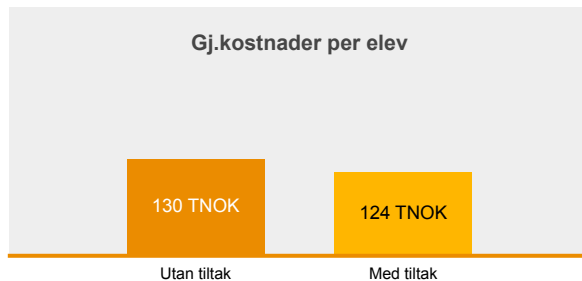 Gj.kostnader per elev
130 TNOK
124 TNOK
Utan tiltak
Med tiltak